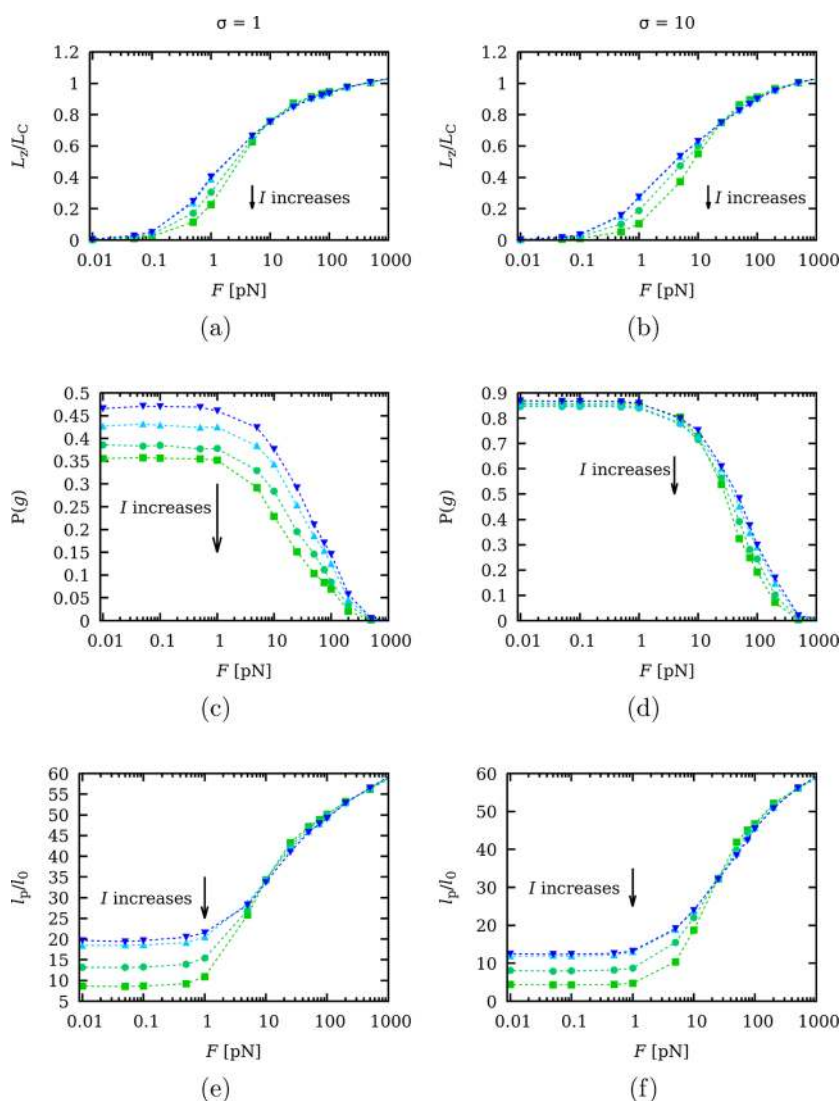 σ = 1
σ = 10
1.2
1
0.8
0.6
0.4
0.2
0
L_z/L_C
I increases
0.01 0.1 1 10 100 1000
F [pN]
(a)
1.2
1
0.8
0.6
0.4
0.2
0
L_z/L_C
I increases
0.01 0.1 1 10 100 1000
F [pN]
(b)
0.5
0.45
0.4
0.35
0.3
0.25
0.2
0.15
0.1
0.05
0
P(g)
I increases
0.01 0.1 1 10 100 1000
F [pN]
(c)
0.9
0.8
0.7
0.6
0.5
0.4
0.3
0.2
0.1
0
P(g)
I increases
0.01 0.1 1 10 100 1000
F [pN]
(d)
60
55
50
45
40
35
30
25
20
15
10
5
l_p/l_0
I increases
0.01 0.1 1 10 100 1000
F [pN]
(e)
60
50
40
30
20
10
0
l_p/l_0
I increases
0.01 0.1 1 10 100 1000
F [pN]
(f)